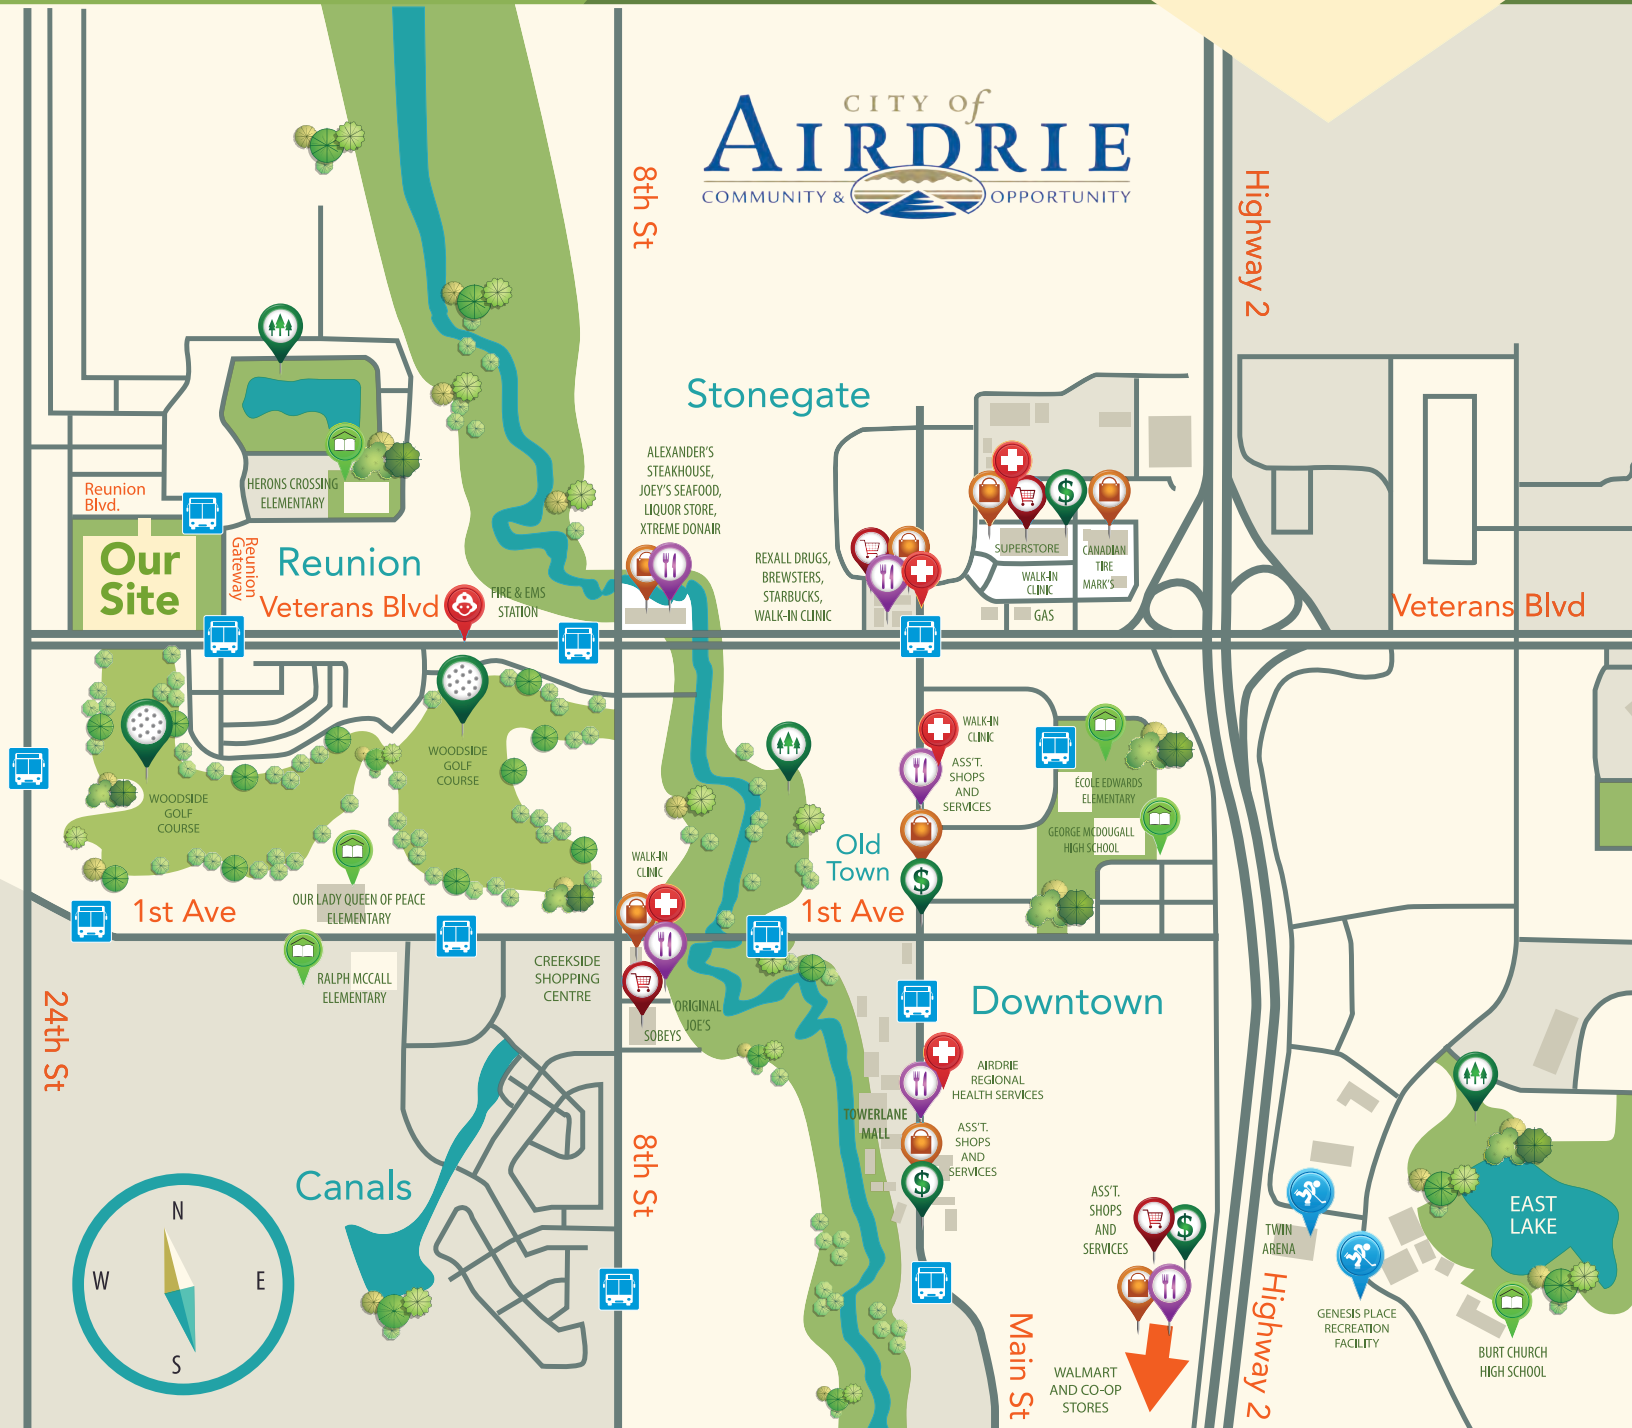 CITY of
AIRDRIE
COMMUNITY & OPPORTUNITY
8th St
Highway 2
Stonegate
ALEXANDER'S
STEAKHOUSE,
JOEY'S SEAFOOD,
LIQUOR STORE,
XTREME DONAIR
HERONS CROSSING
ELEMENTARY
Reunion
Blvd.
Our
Site
Reunion
Gateway
Reunion
Veterans Blvd
FIRE & EMS
STATION
REXALL DRUGS,
BREWSTERS,
STARBUCKS,
WALK-IN CLINIC
SUPERSTORE
CANADIAN
TIRE
MARK'S
WALK-IN
CLINIC
GAS
Veterans Blvd
WOODSIDE
GOLF
COURSE
WOODSIDE
GOLF
COURSE
WALK-IN
CLINIC
ASS'T.
SHOPS
AND
SERVICES
ÉCOLE EDWARDS
ELEMENTARY
GEORGE MCDOUGALL
HIGH SCHOOL
Old
Town
WALK-IN
CLINIC
OUR LADY QUEEN OF PEACE
ELEMENTARY
1st Ave
1st Ave
RALPH MCCALL
ELEMENTARY
CREEKSIDE
SHOPPING
CENTRE
ORIGINAL
JOE'S
SOBEYS
24th St
Downtown
AIRDRIE
REGIONAL
HEALTH SERVICES
TOWERLANE
MALL
ASS'T.
SHOPS
AND
SERVICES
8th St
Canals
N
W
E
S
ASS'T.
SHOPS
AND
SERVICES
EAST
LAKE
TWIN
ARENA
Highway 2
GENESIS PLACE
RECREATION
FACILITY
BURT CHURCH
HIGH SCHOOL
Main St
WALMART
AND CO-OP
STORES
$
$
$
$